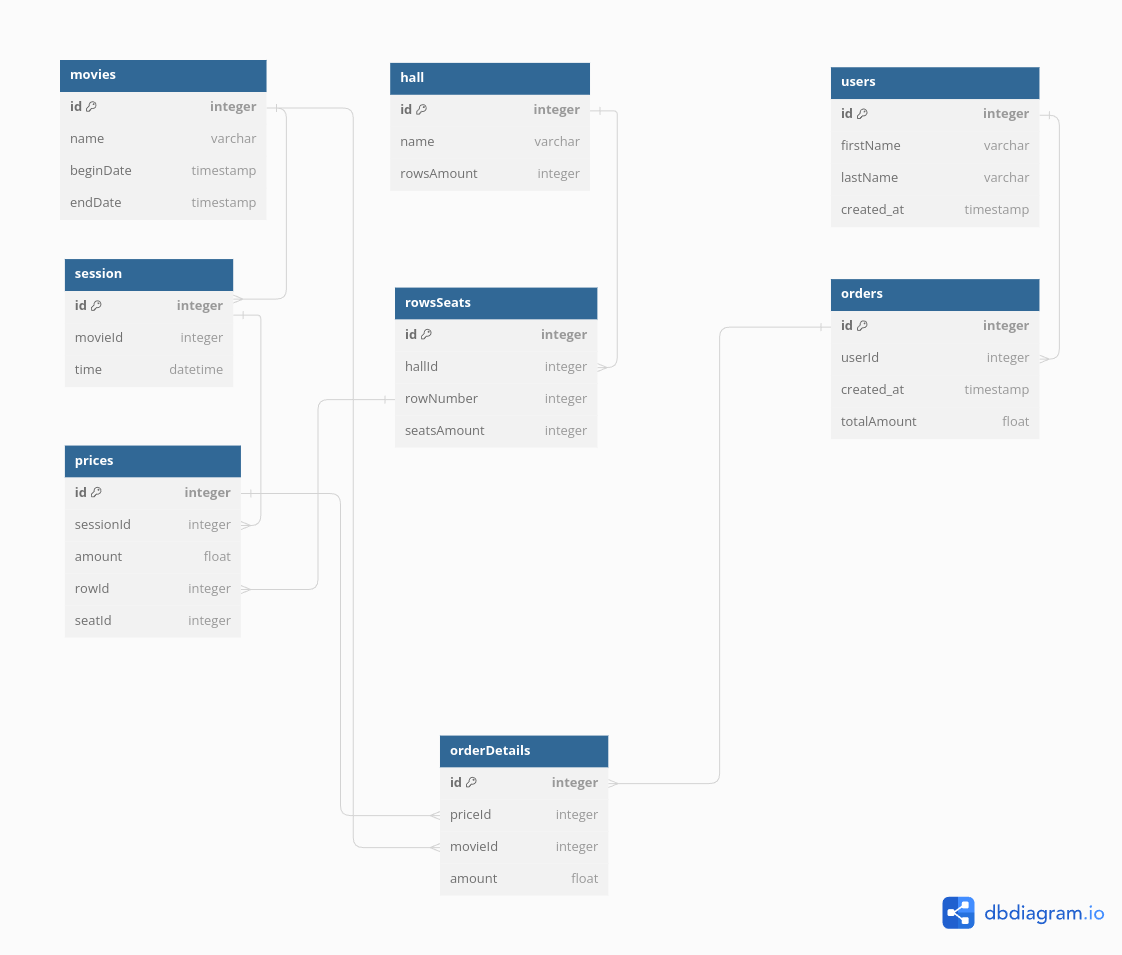 movies
id integer
name varchar
beginDate timestamp
endDate timestamp
hall
id integer
name varchar
rowsAmount integer
users
id integer
firstName varchar
lastName varchar
created_at timestamp
session
id integer
movieId integer
time datetime
rowsSeats
id integer
hallId integer
rowNumber integer
seatsAmount integer
orders
id integer
userId integer
created_at timestamp
totalAmount float
prices
id integer
sessionId integer
amount float
rowId integer
seatId integer
orderDetails
id integer
priceId integer
movieId integer
amount float
dbdiagram.io